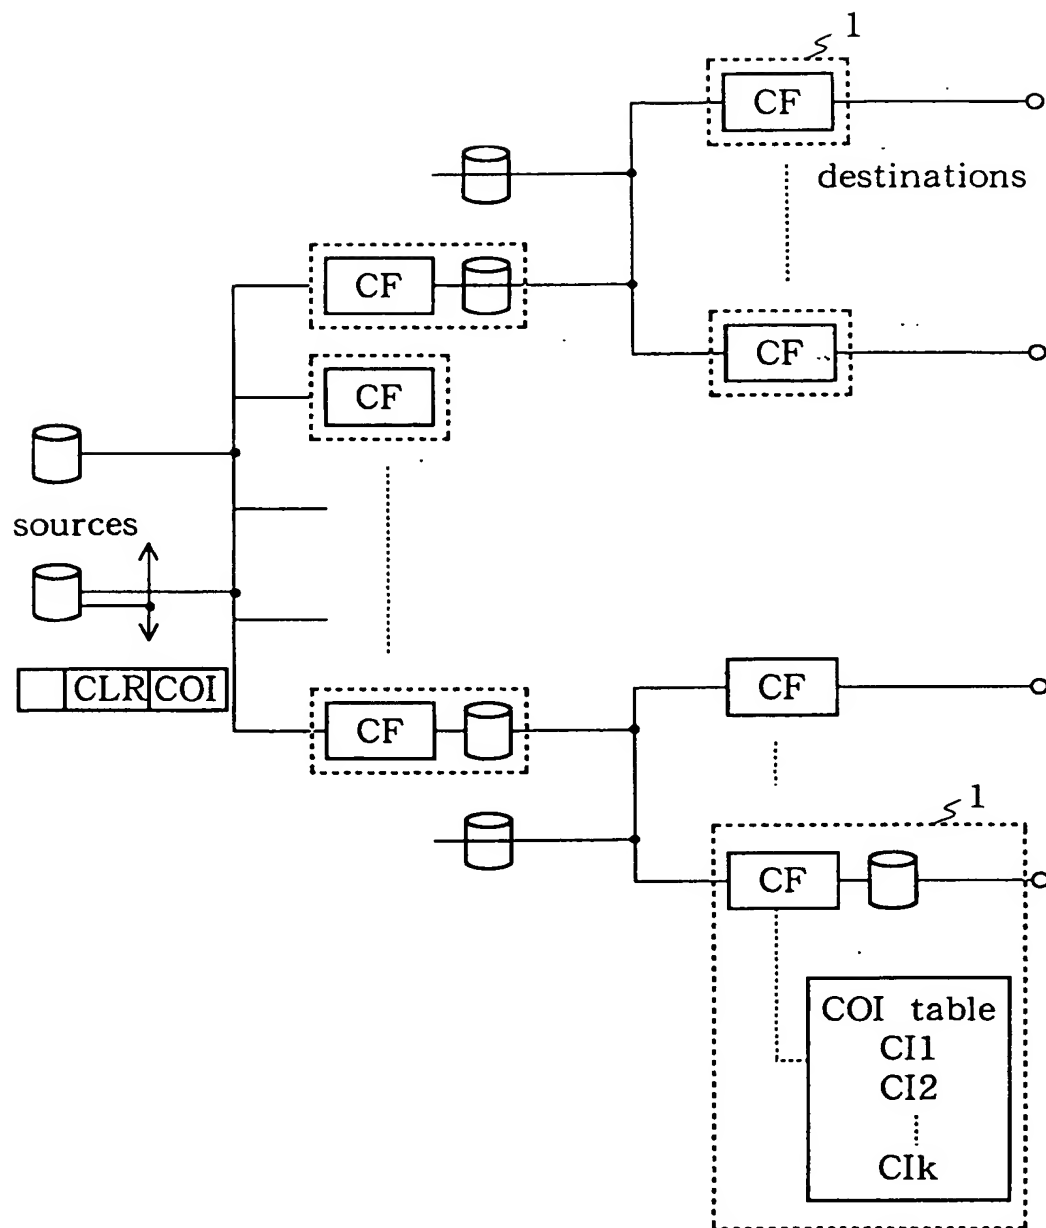 1
CF
destinations
CF
CF
CF
sources
CLR COI
CF
CF
1
CF
COI table
CI1
CI2
CIk